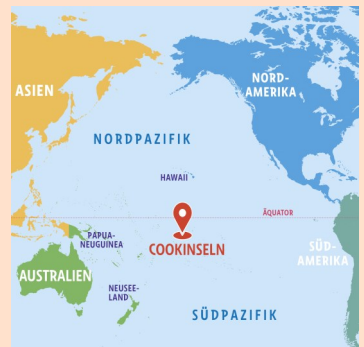 ASIEN
NORD-
AMERIKA
NORDPAZIFIK
HAWAII
ÄQUATOR
PAPUA-
NEUGUINEA
COOKINSELN
SÜD-
AMERIKA
AUSTRALIEN
NEUSEE-
LAND
SÜDPAZIFIK